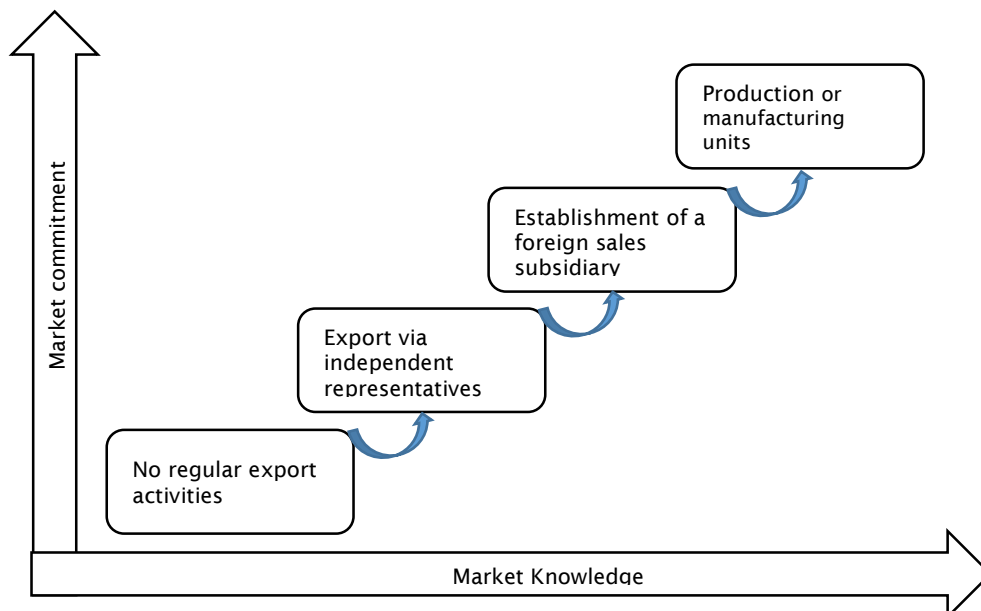 Production or
manufacturing
units
Establishment of a
foreign sales
subsidiary
Export via
independent
representatives
No regular export
activities
Market commitment
Market Knowledge